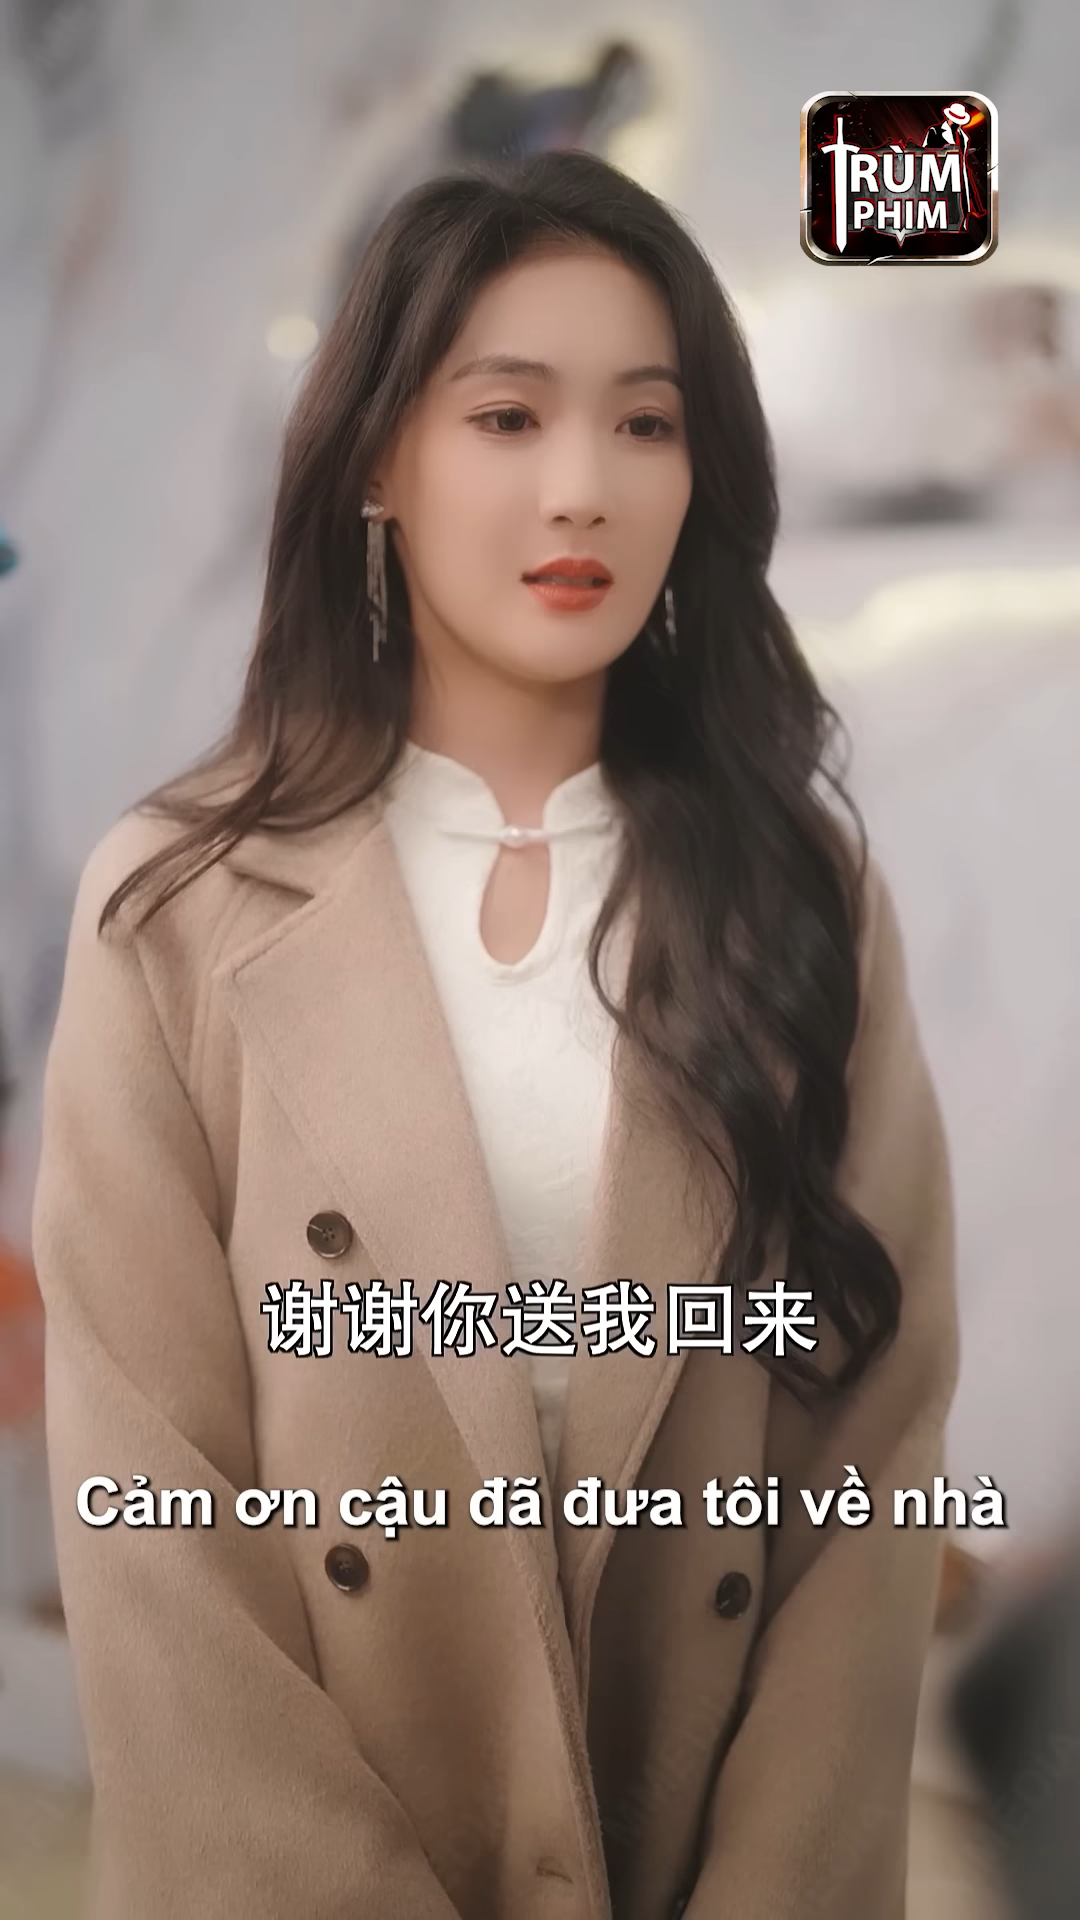 TRÙM
PHIM
谢谢你送我回来
Cảm ơn cậu đã đưa tôi về nhà